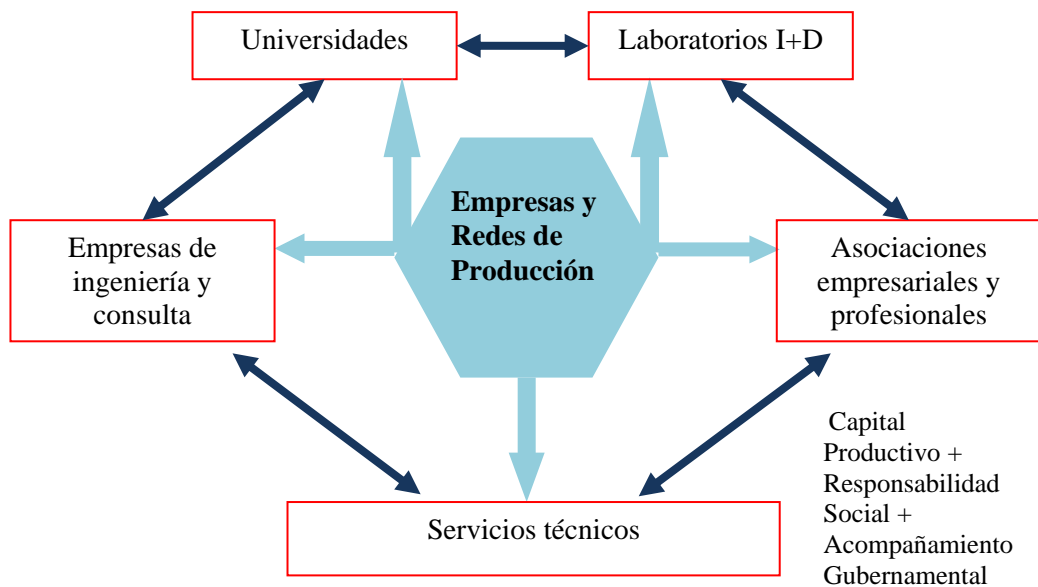 Universidades
Laboratorios I+D
Empresas y
Redes de
Producción
Empresas de
ingeniería y
consulta
Asociaciones
empresariales y
profesionales
Servicios técnicos
Capital
Productivo +
Responsabilidad
Social +
Acompañamiento
Gubernamental